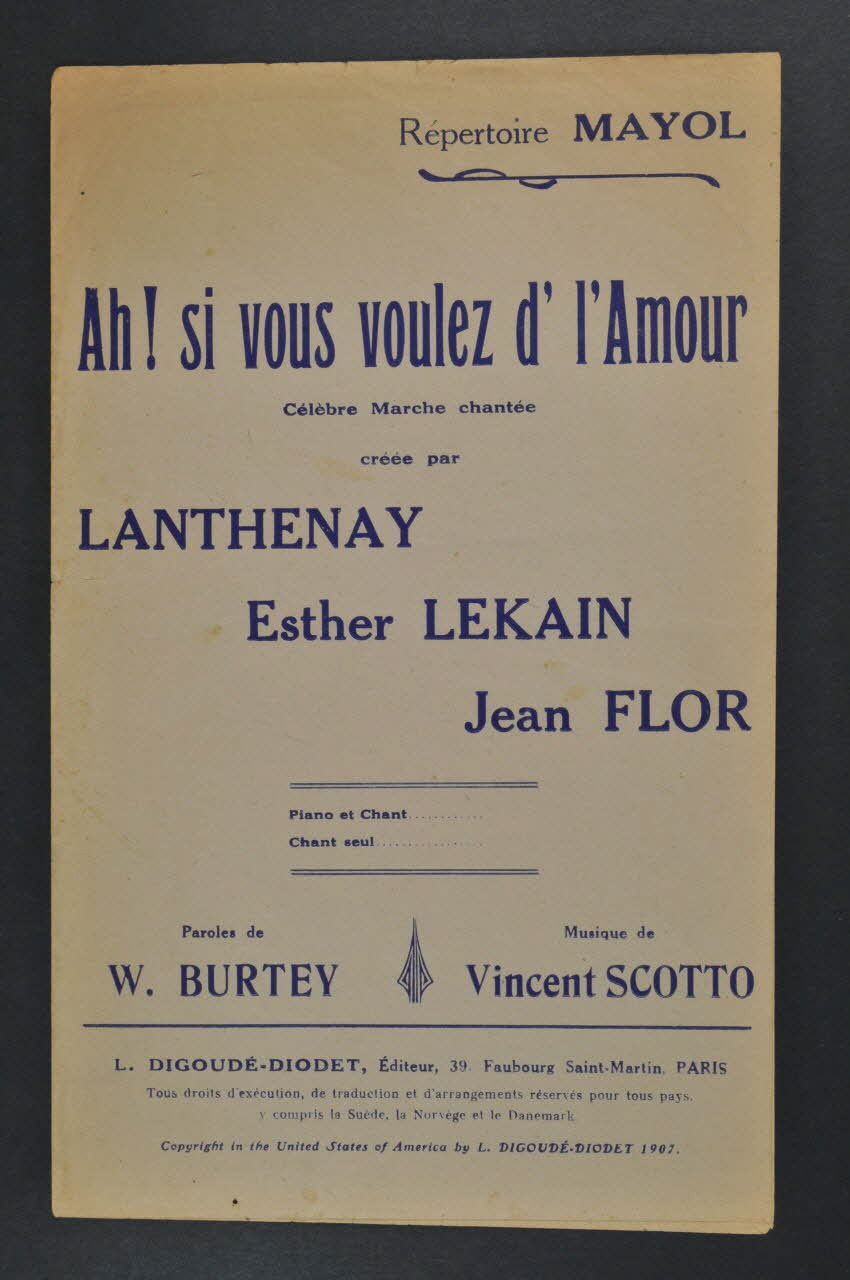 Répertoire MAYOL
Ah! si vous voulez d' l'Amour
Célèbre Marche chantée
créée par
LANTHENAY
Esther LEKAIN
Jean FLOR
Piano et Chant............
Chant seul.................
Paroles de
W. BURTEY
Musique de
Vincent SCOTTO
L. DIGOUDÉ-DIODET, Éditeur, 39, Faubourg Saint-Martin, PARIS
Tous droits d'exécution, de traduction et d'arrangements réservés pour tous pays,
y compris la Suède, la Norvège et le Danemark
Copyright in the United States of America by L. DIGOUDÉ-DIODET 1907.